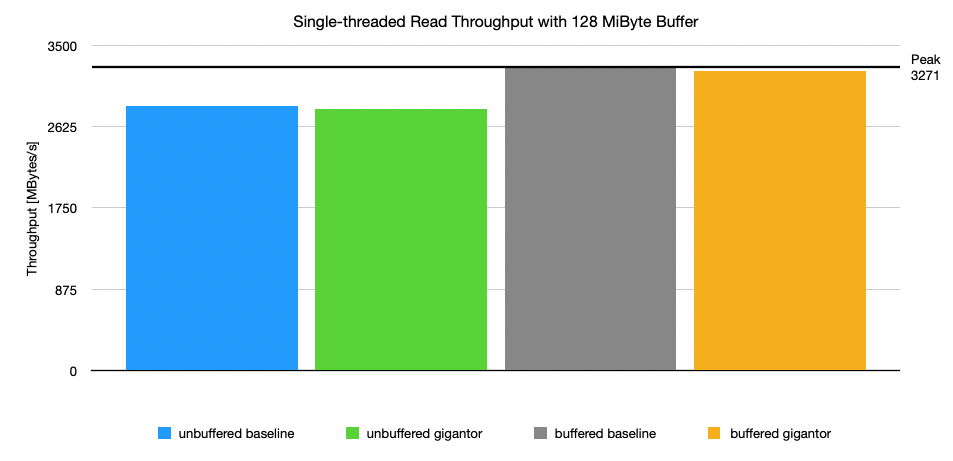 Single-threaded Read Throughput with 128 MiByte Buffer
3500
Peak
3271
2625
Throughput [MBytes/s]
1750
875
0
unbuffered baseline
unbuffered gigantor
buffered baseline
buffered gigantor